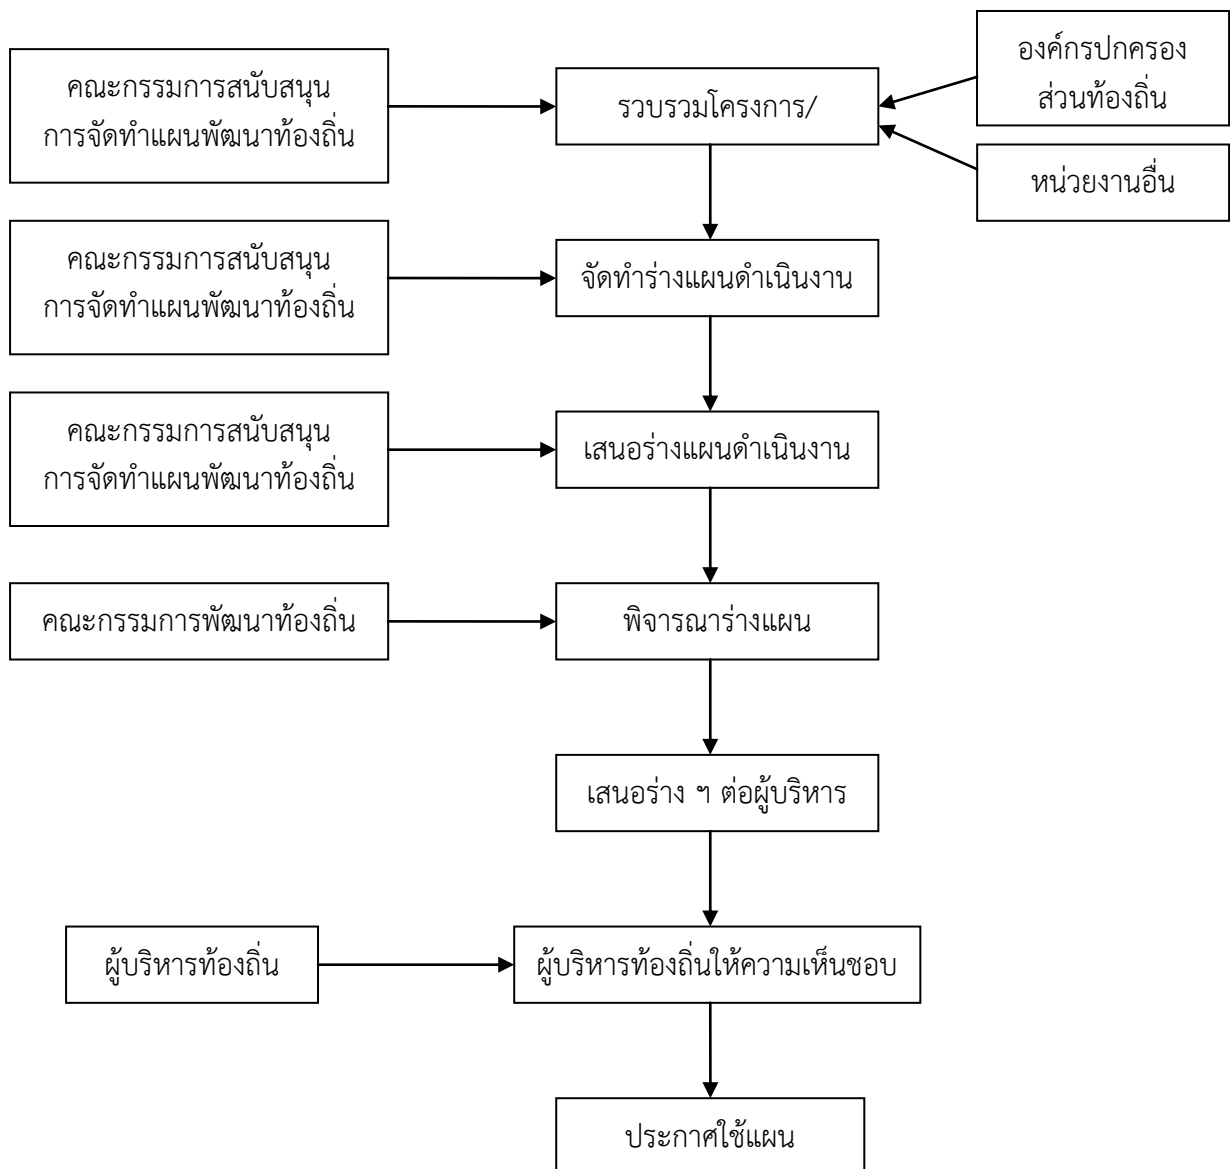 คณะกรรมการสนับสนุน
การจัดทำแผนพัฒนาท้องถิ่น
รวบรวมโครงการ/
องค์กรปกครอง
ส่วนท้องถิ่น
หน่วยงานอื่น
คณะกรรมการสนับสนุน
การจัดทำแผนพัฒนาท้องถิ่น
จัดทำร่างแผนดำเนินงาน
คณะกรรมการสนับสนุน
การจัดทำแผนพัฒนาท้องถิ่น
เสนอร่างแผนดำเนินงาน
คณะกรรมการพัฒนาท้องถิ่น
พิจารณาร่างแผน
เสนอร่าง ฯ ต่อผู้บริหาร
ผู้บริหารท้องถิ่น
ผู้บริหารท้องถิ่นให้ความเห็นชอบ
ประกาศใช้แผน